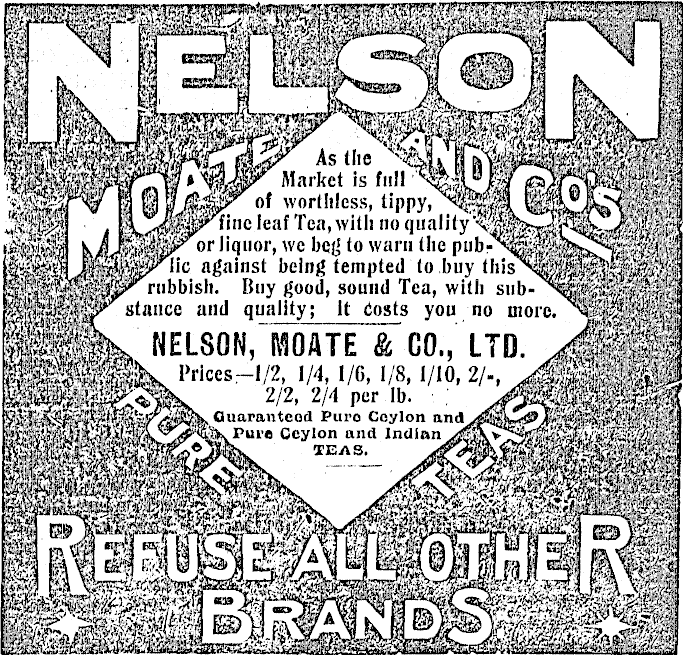 NELSON
MOATE AND CO'S
As the
Market is full
of worthless, tippy,
fine leaf Tea, with no quality
or liquor, we beg to warn the pub-
lic against being tempted to buy this
rubbish. Buy good, sound Tea, with sub-
stance and quality; It costs you no more.
NELSON, MOATE & CO., LTD.
Prices—1/2, 1/4, 1/6, 1/8, 1/10, 2/-,
2/2, 2/4 per lb.
Guaranteed Pure Ceylon and
Pure Ceylon and Indian
TEAS.
PURE TEAS
REFUSE ALL OTHER
BRANDS